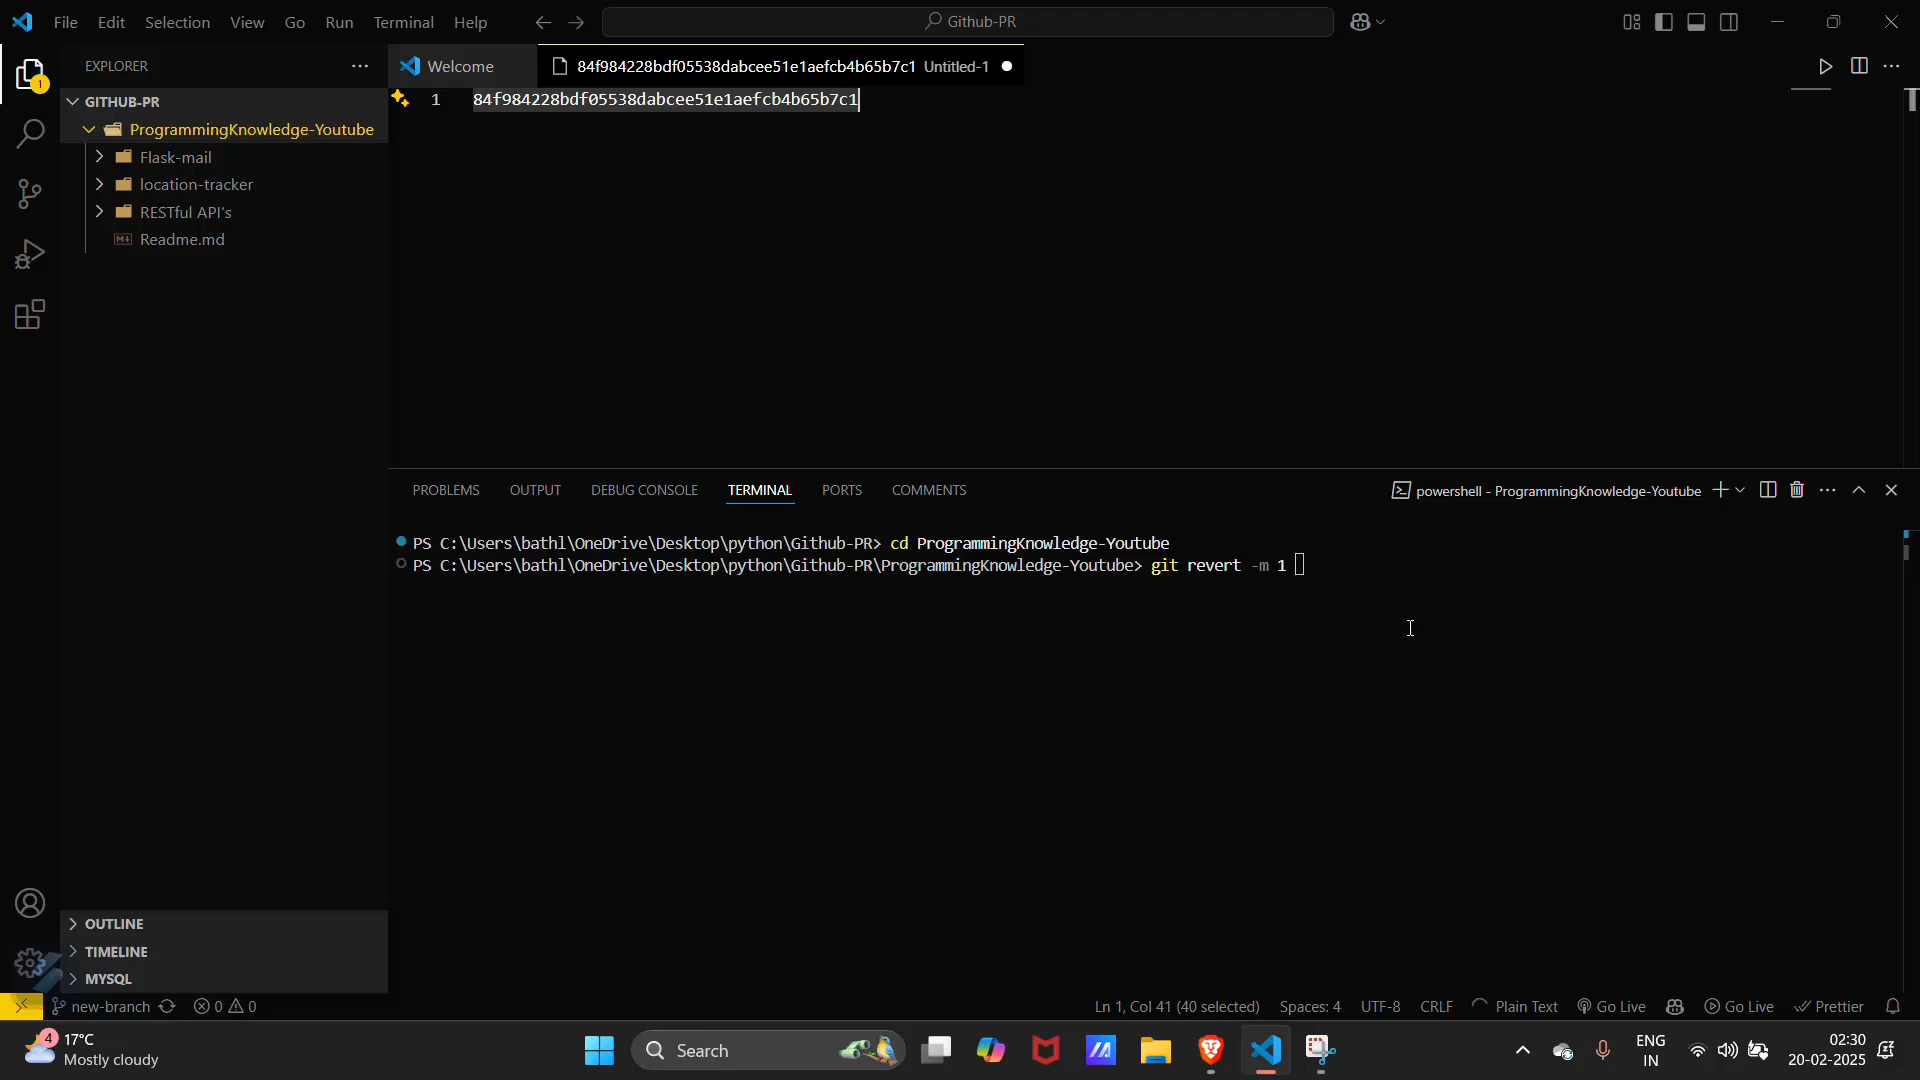 File Edit Selection View Go Run Terminal Help
Github-PR
EXPLORER
Welcome
84f984228bdf05538dabcee51e1aefcb4b65b7c1 Untitled-1
GITHUB-PR
ProgrammingKnowledge-Youtube
Flask-mail
location-tracker
RESTful API's
Readme.md
1 84f984228bdf05538dabcee51e1aefcb4b65b7c1
PROBLEMS OUTPUT DEBUG CONSOLE TERMINAL PORTS COMMENTS
powershell - ProgrammingKnowledge-Youtube
PS C:\Users\bathl\OneDrive\Desktop\python\Github-PR> cd ProgrammingKnowledge-Youtube
PS C:\Users\bathl\OneDrive\Desktop\python\Github-PR\ProgrammingKnowledge-Youtube> git revert -m 1
OUTLINE
TIMELINE
MYSQL
new-branch 0 0
Ln 1, Col 41 (40 selected) Spaces: 4 UTF-8 CRLF Plain Text Go Live Go Live Prettier
4 17°C
Mostly cloudy
Search
ENG
IN
02:30
20-02-2025